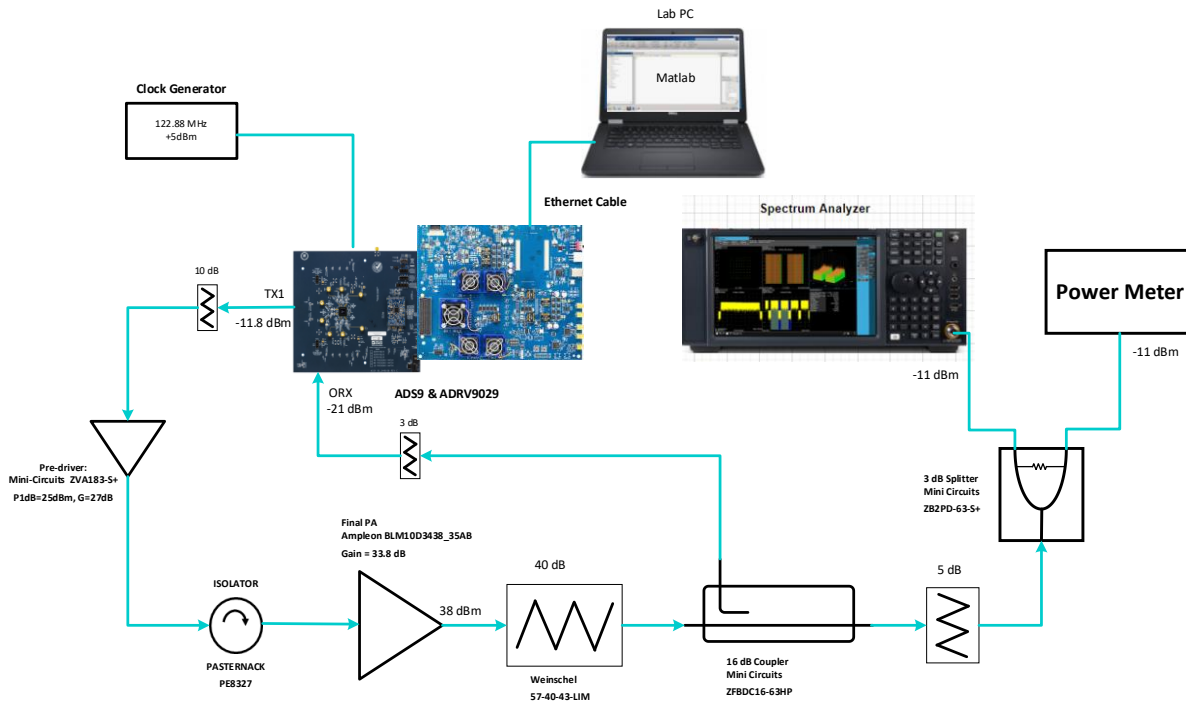 Lab PC
Matlab
Clock Generator
122.88 MHz
+5dBm
Ethernet Cable
Spectrum Analyzer
10 dB
TX1
-11.8 dBm
Power Meter
-11 dBm
-11 dBm
ORX
-21 dBm
ADS9 & ADRV9029
3 dB
Pre-driver:
Mini-Circuits ZVA183-S+
P1dB=25dBm, G=27dB
3 dB Splitter
Mini Circuits
ZB2PD-63-S+
Final PA
Ampleon BLM10D3438_35AB
Gain = 33.8 dB
40 dB
5 dB
ISOLATOR
38 dBm
PASTERNACK
PE8327
Weinschel
57-40-43-LIM
16 dB Coupler
Mini Circuits
ZFBDC16-63HP